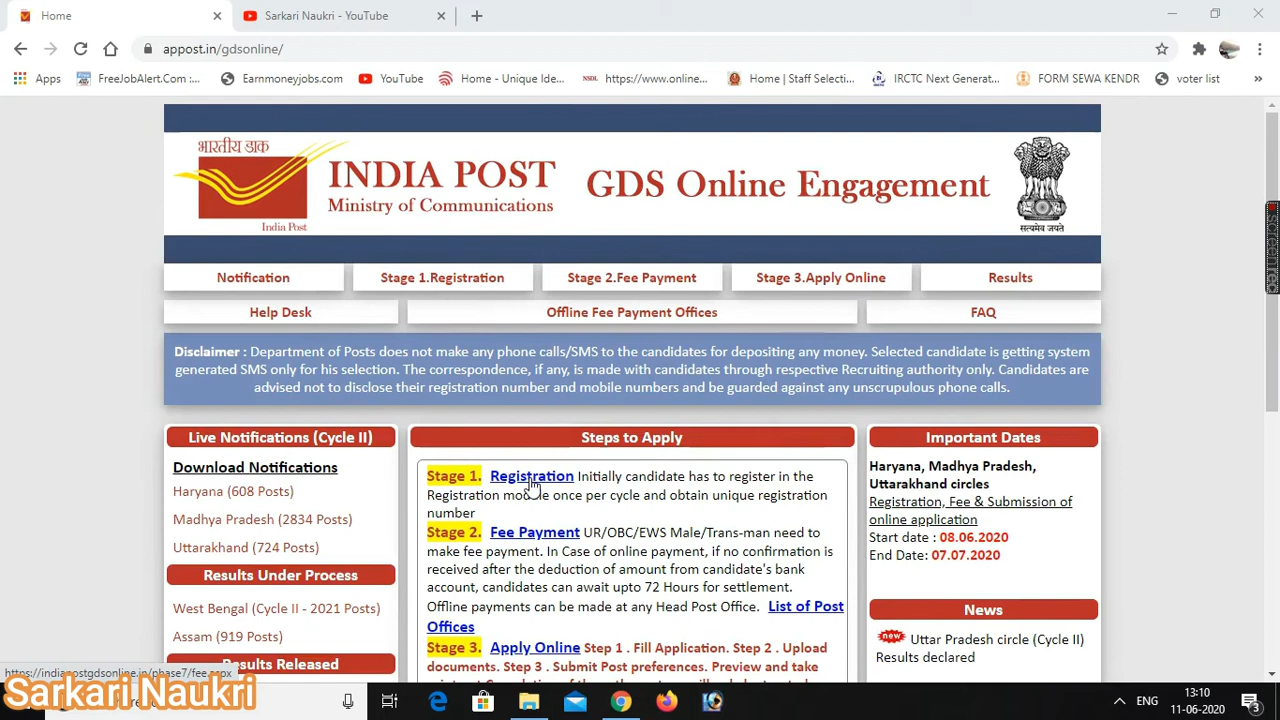 Home
Sarkari Naukri - YouTube
appost.in/gdsonline/
Apps
FreeJobAlert.Com :...
Earnmoneyjobs.com
YouTube
Home - Unique Ide...
NSDL
https://www.online...
Home | Staff Selecti...
IRCTC Next Generat...
FORM SEWA KENDR
voter list
भारतीय डाक
India Post
INDIA POST
Ministry of Communications
GDS Online Engagement
सत्यमेव जयते
Notification
Stage 1.Registration
Stage 2.Fee Payment
Stage 3.Apply Online
Results
Help Desk
Offline Fee Payment Offices
FAQ
Disclaimer : Department of Posts does not make any phone calls/SMS to the candidates for depositing any money. Selected candidate is getting system
generated SMS only for his selection. The correspondence, if any, is made with candidates through respective Recruiting authority only. Candidates are
advised not to disclose their registration number and mobile numbers and be guarded against any unscrupulous phone calls.
Live Notifications (Cycle II)
Download Notifications
Haryana (608 Posts)
Madhya Pradesh (2834 Posts)
Uttarakhand (724 Posts)
Results Under Process
West Bengal (Cycle II - 2021 Posts)
Assam (919 Posts)
Results Released
Steps to Apply
Stage 1. Registration Initially candidate has to register in the
Registration module once per cycle and obtain unique registration
number
Stage 2. Fee Payment UR/OBC/EWS Male/Trans-man need to
make fee payment. In Case of online payment, if no confirmation is
received after the deduction of amount from candidate's bank
account, candidates can await upto 72 Hours for settlement.
Offline payments can be made at any Head Post Office. List of Post
Offices
Stage 3. Apply Online Step 1 . Fill Application. Step 2 . Upload
documents. Step 3 . Submit Post preferences. Preview and take
Important Dates
Haryana, Madhya Pradesh,
Uttarakhand circles
Registration, Fee & Submission of
online application
Start date : 08.06.2020
End Date: 07.07.2020
News
new Uttar Pradesh circle (Cycle II)
Results declared
https://indiapostgdsonline.in/phase7/fee.aspx
Sarkari Naukri
ENG
13:10
11-06-2020
3